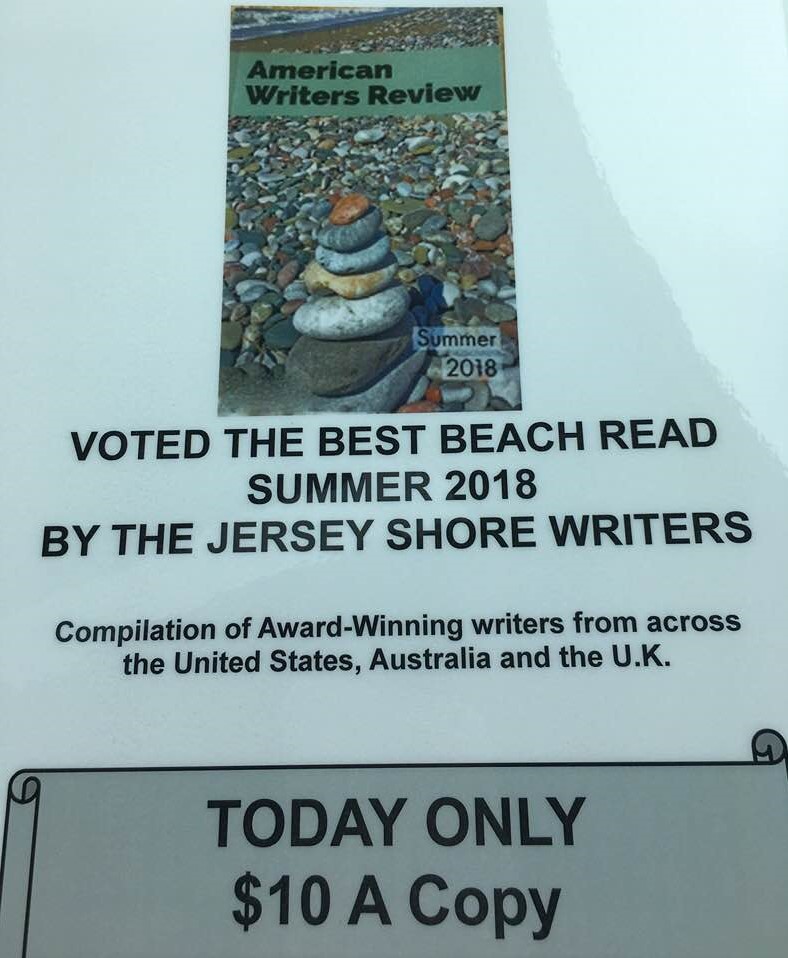 American
Writers Review
Summer
2018
VOTED THE BEST BEACH READ
SUMMER 2018
BY THE JERSEY SHORE WRITERS
Compilation of Award-Winning writers from across
the United States, Australia and the U.K.
TODAY ONLY
$10 A Copy